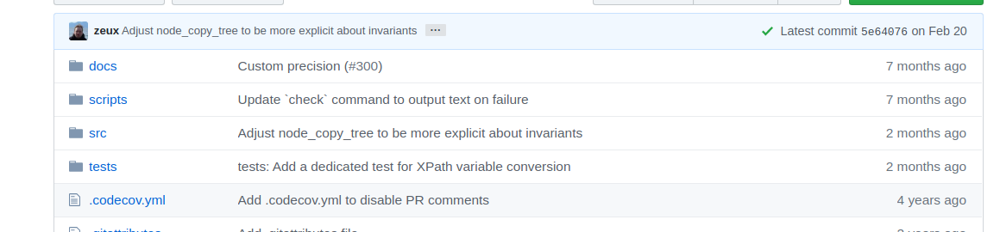 zeux Adjust node_copy_tree to be more explicit about invariants ... Latest commit 5e64076 on Feb 20
docs Custom precision (#300) 7 months ago
scripts Update `check` command to output text on failure 7 months ago
src Adjust node_copy_tree to be more explicit about invariants 2 months ago
tests tests: Add a dedicated test for XPath variable conversion 2 months ago
.codecov.yml Add .codecov.yml to disable PR comments 4 years ago